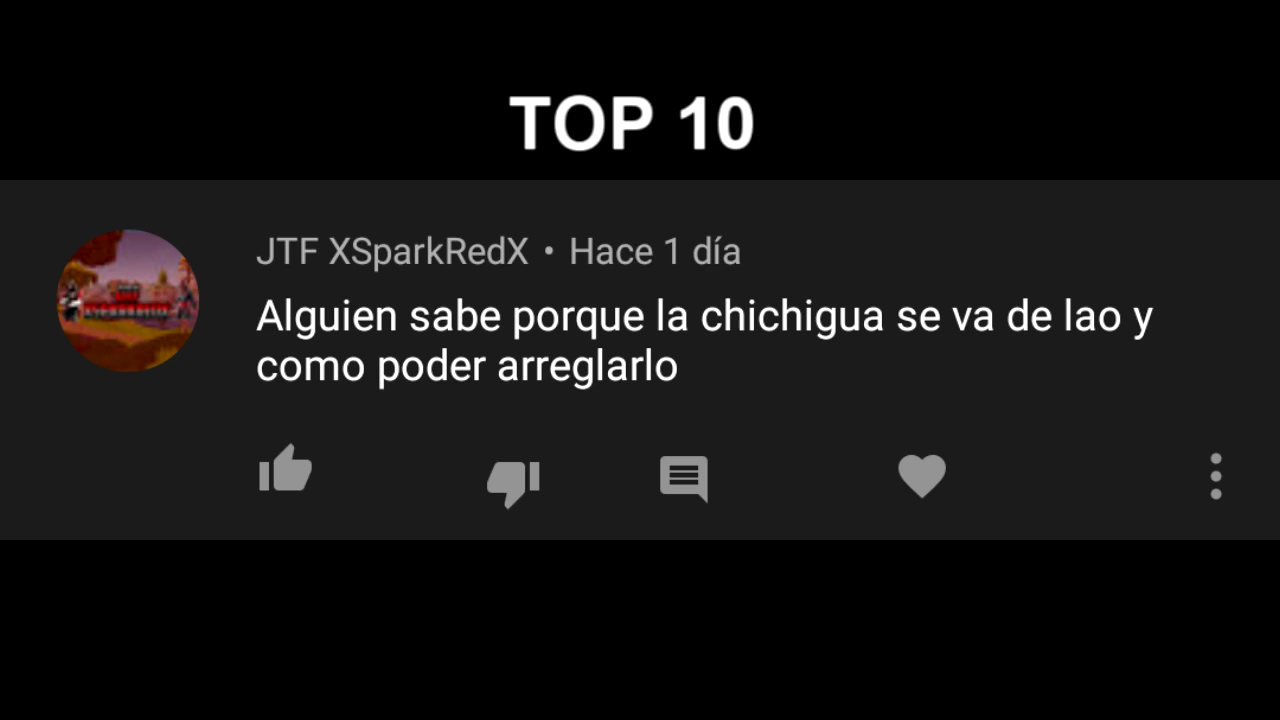 TOP 10
JTF XSparkRedX • Hace 1 día
Alguien sabe porque la chichigua se va de lao y
como poder arreglarlo